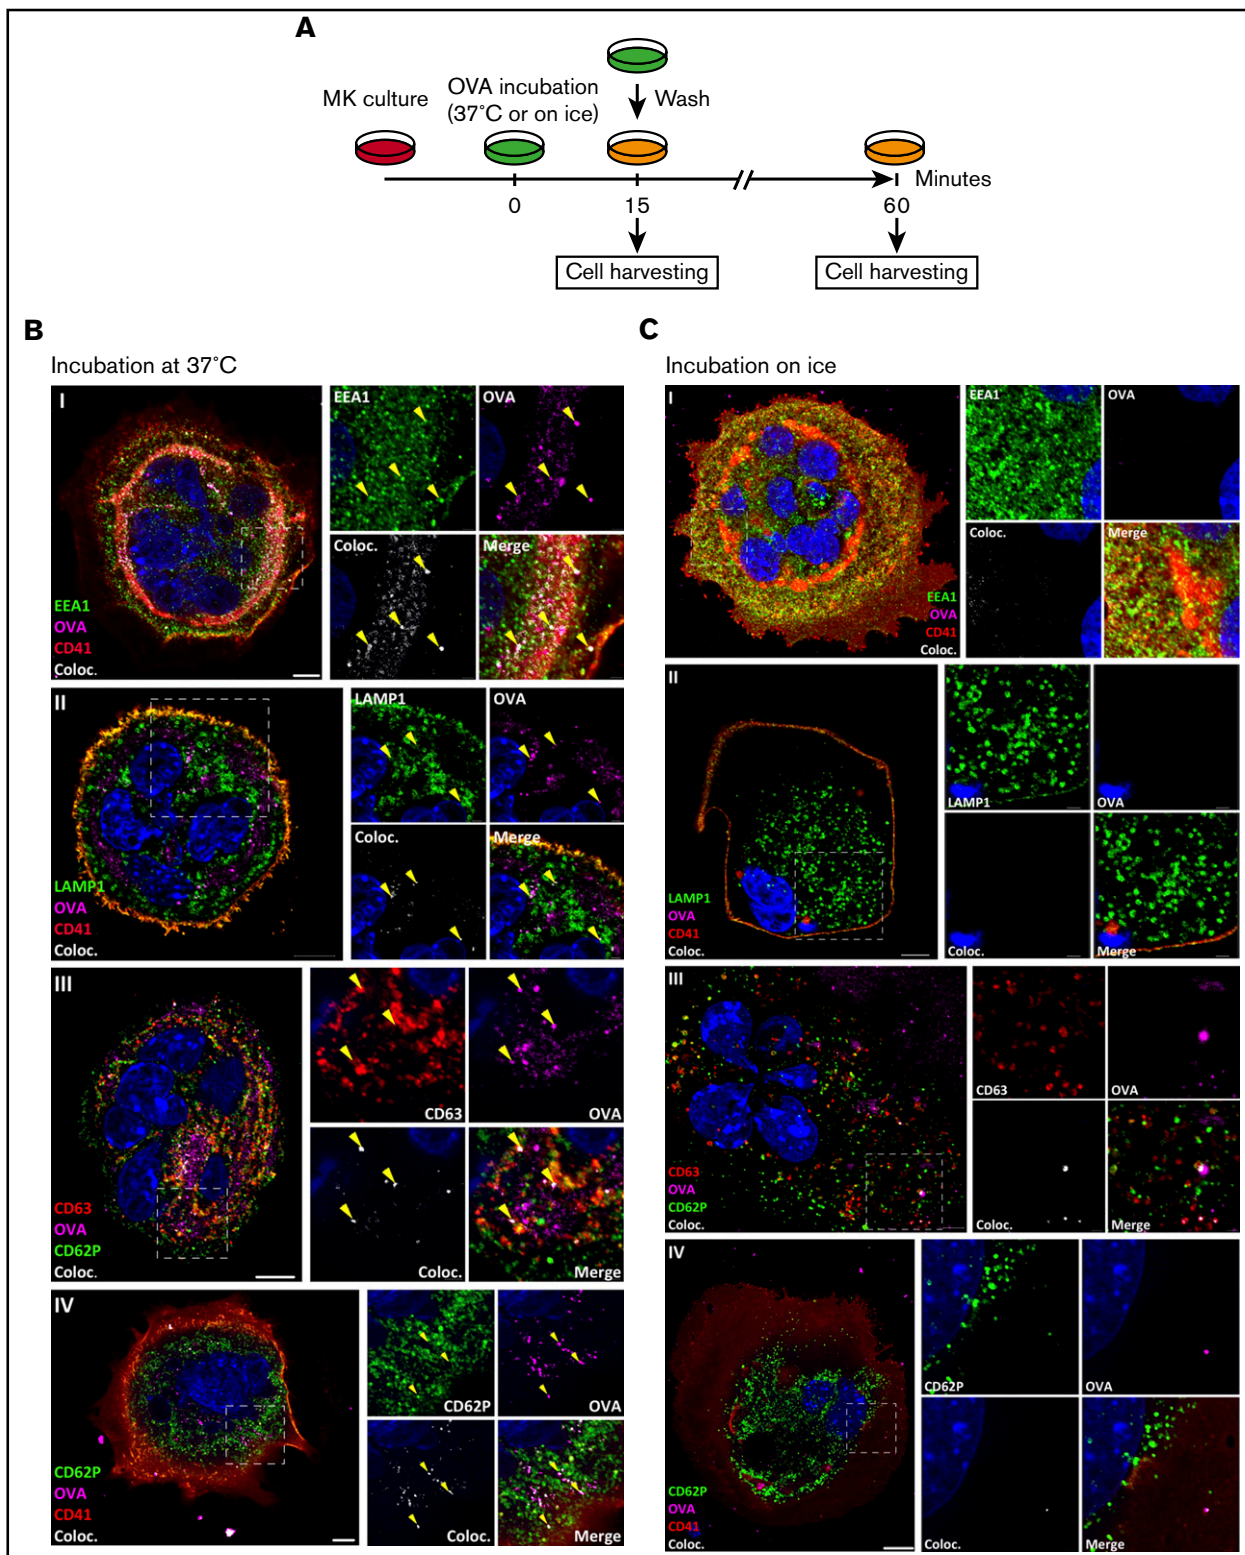 A
MK culture
OVA incubation
(37°C or on ice)
Wash
Minutes
0
15
60
Cell harvesting
Cell harvesting
B
Incubation at 37°C
I
EEA1
OVA
CD41
Coloc.
EEA1
OVA
Coloc.
Merge
II
LAMP1
OVA
CD41
Coloc.
LAMP1
OVA
Coloc.
Merge
III
CD63
OVA
CD62P
Coloc.
CD63
OVA
Coloc.
Merge
IV
CD62P
OVA
CD41
Coloc.
CD62P
OVA
Coloc.
Merge
C
Incubation on ice
I
EEA1
OVA
CD41
Coloc.
EEA1
OVA
Coloc.
Merge
II
LAMP1
OVA
CD41
Coloc.
LAMP1
OVA
Coloc.
Merge
III
CD63
OVA
CD62P
Coloc.
CD63
OVA
Coloc.
Merge
IV
CD62P
OVA
CD41
Coloc.
CD62P
OVA
Coloc.
Merge